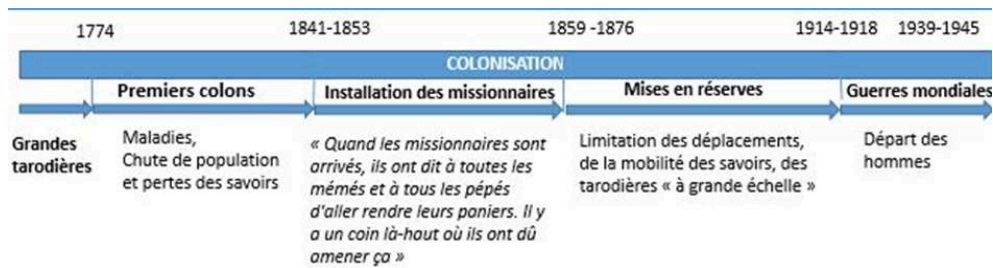 1774
1841-1853
1859 -1876
1914-1918
1939-1945
COLONISATION
Premiers colons
Installation des missionnaires
Mises en réserves
Guerres mondiales
Grandes
tarodières
Maladies,
Chute de population
et pertes des savoirs
« Quand les missionnaires sont
arrivés, ils ont dit à toutes les
mémés et à tous les pépés
d'aller rendre leurs paniers. Il y
a un coin là-haut où ils ont dû
amener ça »
Limitation des déplacements,
de la mobilité des savoirs, des
tarodières « à grande échelle »
Départ des
hommes